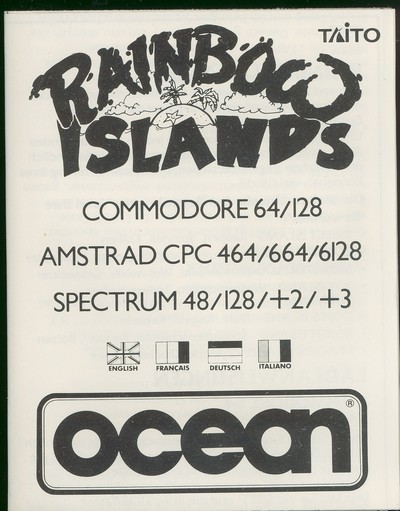 TAITO
RAINBOW
ISLANDS
COMMODORE 64/128
AMSTRAD CPC 464/664/6128
SPECTRUM 48/128/+2/+3
ENGLISH FRANÇAIS DEUTSCH ITALIANO
ocean®